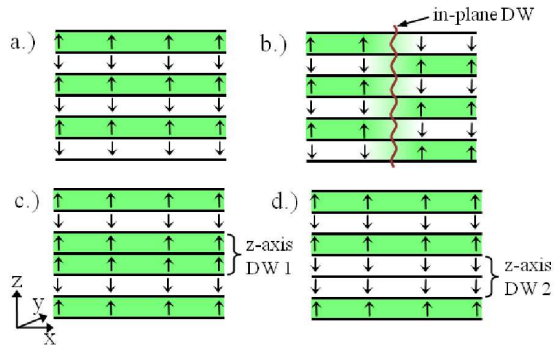 a.)
b.)
in-plane DW
c.)
z-axis
DW 1
d.)
z-axis
DW 2
z
y
x